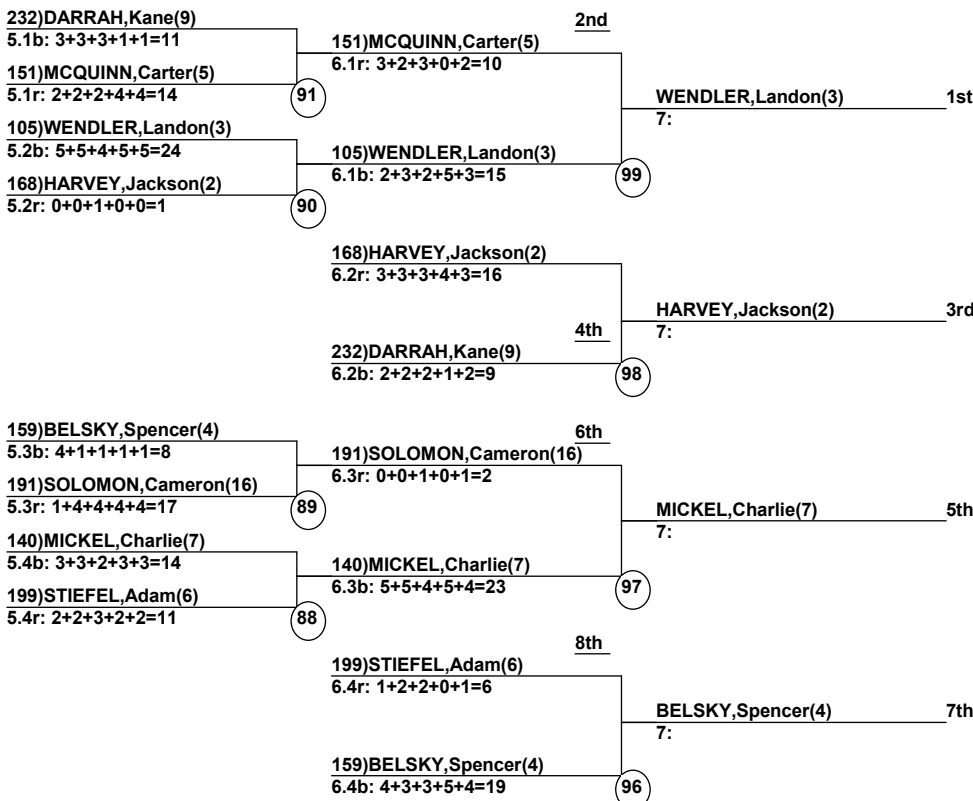 232)DARRAH,Kane(9)
5.1b: 3+3+3+1+1=11
151)MCQUINN,Carter(5)
5.1r: 2+2+2+4+4=14
91
105)WENDLER,Landon(3)
5.2b: 5+5+4+5+5=24
168)HARVEY,Jackson(2)
5.2r: 0+0+1+0+0=1
90
2nd
151)MCQUINN,Carter(5)
6.1r: 3+2+3+0+2=10
105)WENDLER,Landon(3)
6.1b: 2+3+2+5+3=15
99
WENDLER,Landon(3)
7:
1st
168)HARVEY,Jackson(2)
6.2r: 3+3+3+4+3=16
4th
232)DARRAH,Kane(9)
6.2b: 2+2+2+1+2=9
98
HARVEY,Jackson(2)
7:
3rd
159)BELSKY,Spencer(4)
5.3b: 4+1+1+1+1=8
191)SOLOMON,Cameron(16)
5.3r: 1+4+4+4+4=17
89
140)MICKEL,Charlie(7)
5.4b: 3+3+2+3+3=14
199)STIEFEL,Adam(6)
5.4r: 2+2+3+2+2=11
88
6th
191)SOLOMON,Cameron(16)
6.3r: 0+0+1+0+1=2
140)MICKEL,Charlie(7)
6.3b: 5+5+4+5+4=23
97
MICKEL,Charlie(7)
7:
5th
8th
199)STIEFEL,Adam(6)
6.4r: 1+2+2+0+1=6
159)BELSKY,Spencer(4)
6.4b: 4+3+3+5+4=19
96
BELSKY,Spencer(4)
7:
7th